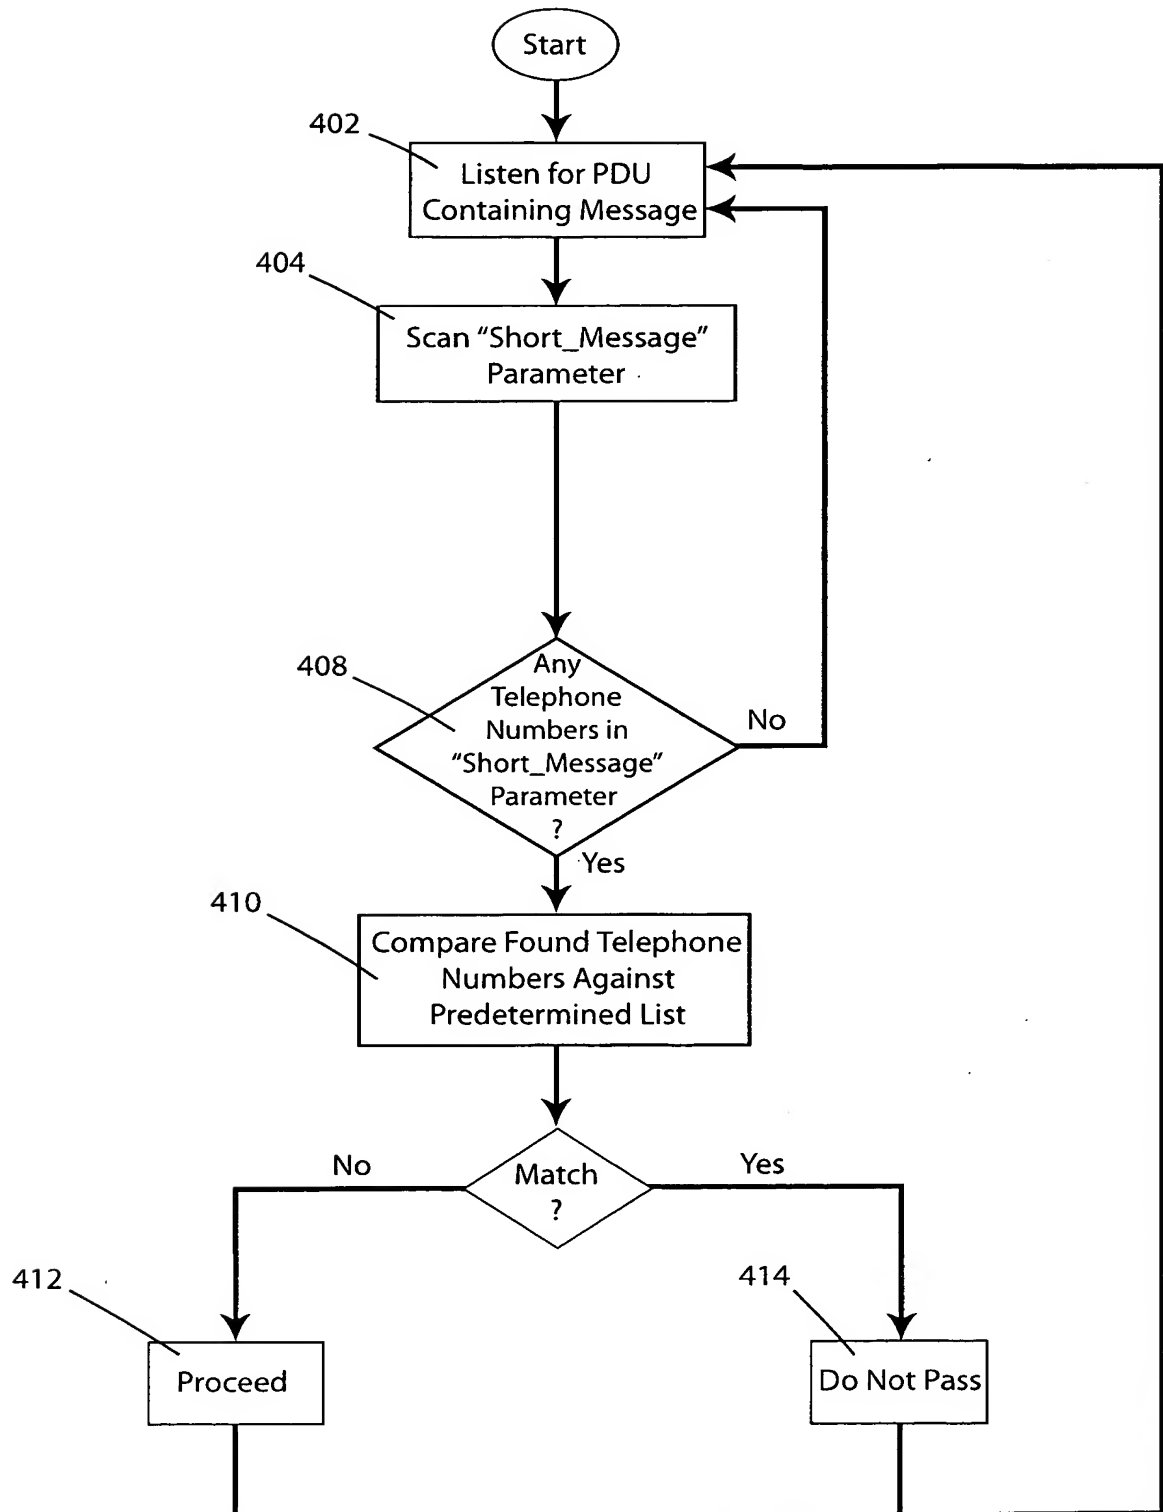 Start
402
Listen for PDU
Containing Message
404
Scan “Short_Message”
Parameter
408
Any
Telephone
Numbers in
“Short_Message”
Parameter
?
No
Yes
410
Compare Found Telephone
Numbers Against
Predetermined List
Match
?
No
Yes
412
Proceed
414
Do Not Pass